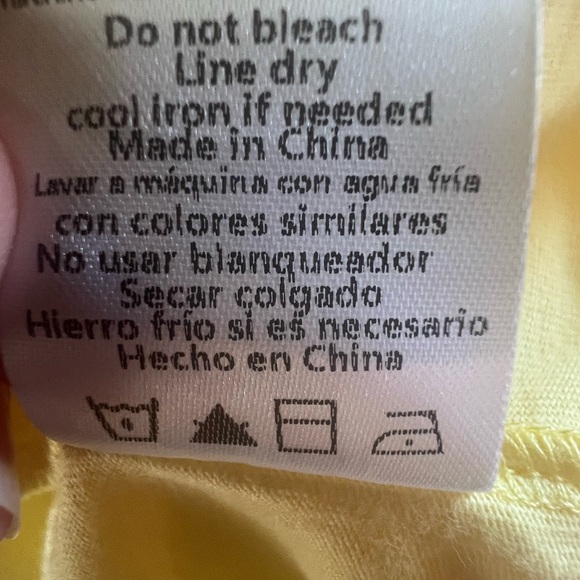 Do not bleach
Line dry
cool iron if needed
Made in China
Lavar a máquina con agua fría
con colores similares
No usar blanqueador
Secar colgado
Hierro frío si es necesario
Hecho en China